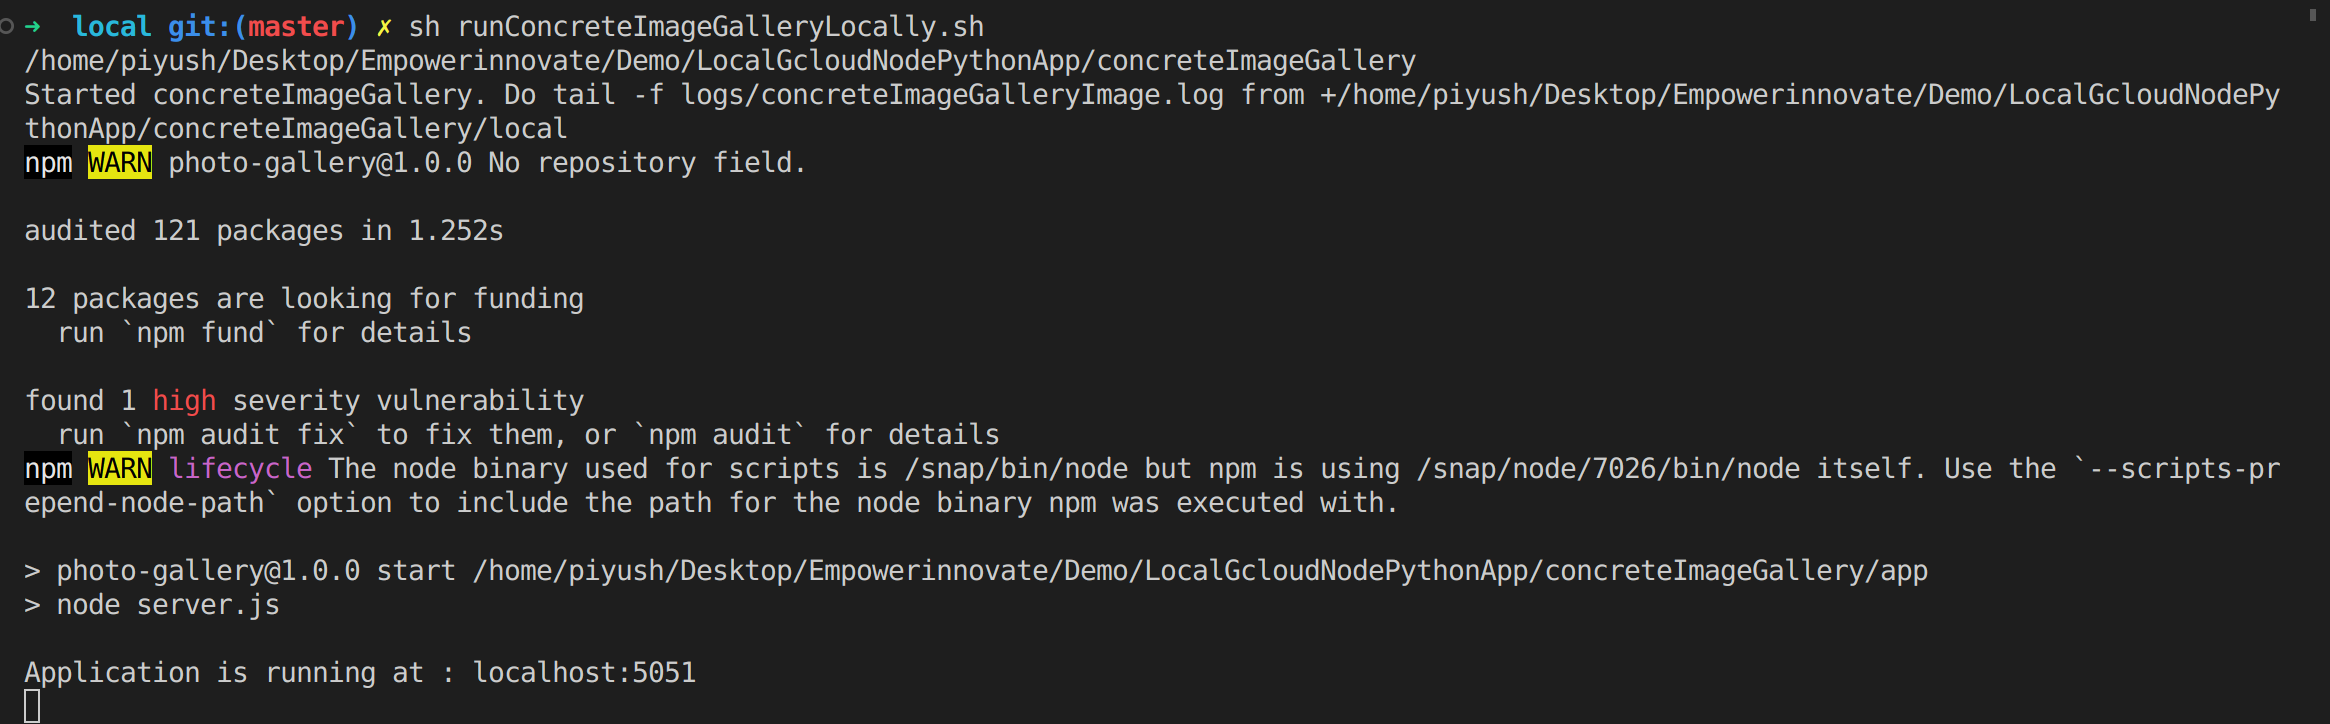 ➜  local git:(master) ✗ sh runConcreteImageGalleryLocally.sh
/home/piyush/Desktop/Empowerinnovate/Demo/LocalGcloudNodePythonApp/concreteImageGallery
Started concreteImageGallery. Do tail -f logs/concreteImageGalleryImage.log from +/home/piyush/Desktop/Empowerinnovate/Demo/LocalGcloudNodePy
thonApp/concreteImageGallery/local
npm WARN photo-gallery@1.0.0 No repository field.

audited 121 packages in 1.252s

12 packages are looking for funding
  run `npm fund` for details

found 1 high severity vulnerability
  run `npm audit fix` to fix them, or `npm audit` for details
npm WARN lifecycle The node binary used for scripts is /snap/bin/node but npm is using /snap/node/7026/bin/node itself. Use the `--scripts-pr
epend-node-path` option to include the path for the node binary npm was executed with.

> photo-gallery@1.0.0 start /home/piyush/Desktop/Empowerinnovate/Demo/LocalGcloudNodePythonApp/concreteImageGallery/app
> node server.js

Application is running at : localhost:5051